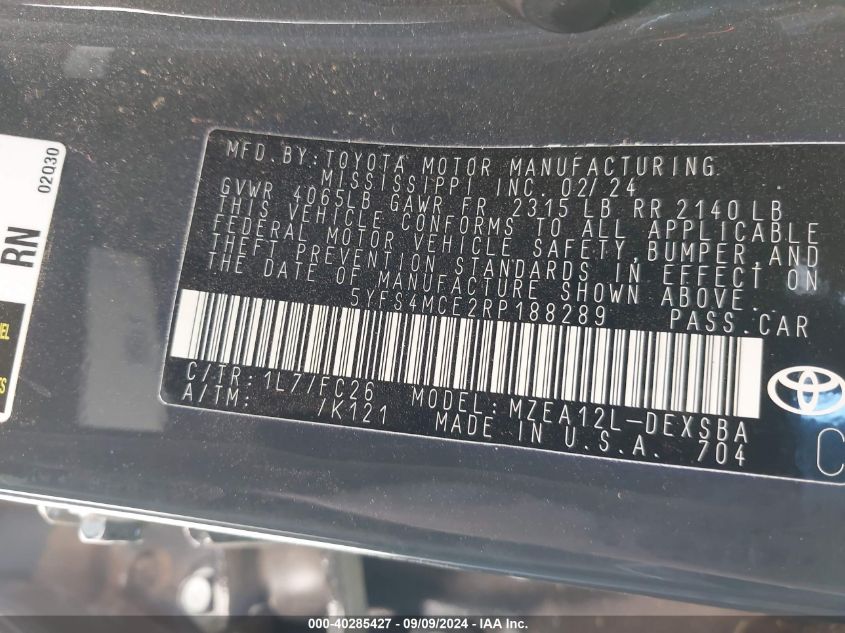 02030
RN
MFD.BY:TOYOTA MOTOR MANUFACTURING
MISSISSIPPI INC. 02/24
GVWR 4065LB GAWR FR 2315 LB RR 2140 LB
THIS VEHICLE CONFORMS TO ALL APPLICABLE
FEDERAL MOTOR VEHICLE SAFETY,BUMPER,AND
THEFT PREVENTION STANDARDS IN EFFECT ON
THE DATE OF MANUFACTURE SHOWN ABOVE.
5YFS4MCE2RP188289 PASS.CAR
C/TR:1L7/FC26 MODEL:MZEA12L-DEXSBA
A/TM: /K121 MADE IN U.S.A. 704
C
000-40285427 - 09/09/2024 - IAA Inc.